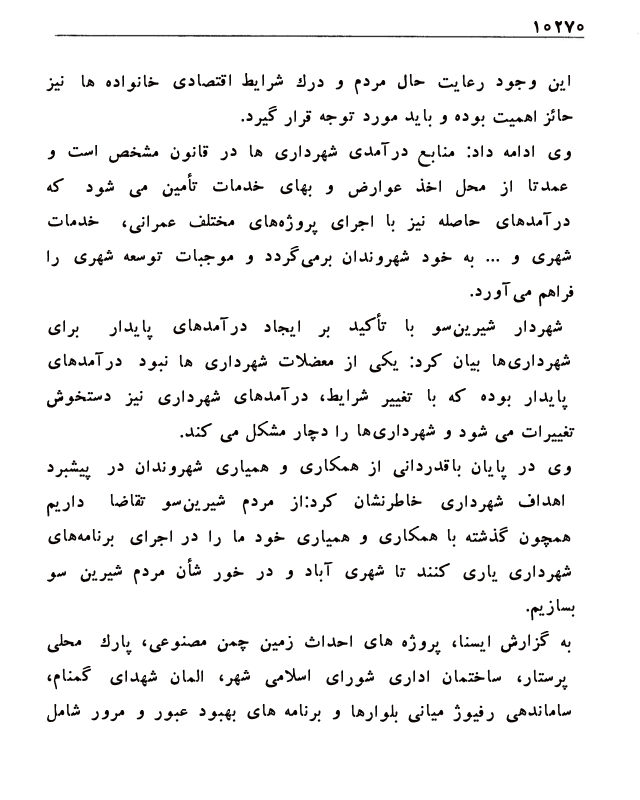 ۱۰۲۷۰
این وجود رعایت حال مردم و درك شرایط اقتصادی خانواده ها نیز
حائز اهمیت بوده و باید مورد توجه قرار گیرد.
وی ادامه داد: منابع درآمدی شهرداری ها در قانون مشخص است و
عمدتا از محل اخذ عوارض و بهای خدمات تأمین می شود که
درآمدهای حاصله نیز با اجرای پروژه‌های مختلف عمرانی، خدمات
شهری و ... به خود شهروندان برمی‌گردد و موجبات توسعه شهری را
فراهم می آورد.
شهردار شیرین‌سو با تأکید بر ایجاد درآمدهای پایدار برای
شهرداری‌ها بیان کرد: یکی از معضلات شهرداری ها نبود درآمدهای
پایدار بوده که با تغییر شرایط، درآمدهای شهرداری نیز دستخوش
تغییرات می شود و شهرداری‌ها را دچار مشکل می کند.
وی در پایان باقدردانی از همکاری و همیاری شهروندان در پیشبرد
اهداف شهرداری خاطرنشان کرد:از مردم شیرین‌سو تقاضا داریم
همچون گذشته با همکاری و همیاری خود ما را در اجرای برنامه‌های
شهرداری یاری کنند تا شهری آباد و در خور شأن مردم شیرین سو
بسازیم.
به گزارش ایسنا، پروژه های احداث زمین چمن مصنوعی، پارك محلی
پرستار، ساختمان اداری شورای اسلامی شهر، المان شهدای گمنام،
ساماندهی رفیوژ میانی بلوارها و برنامه های بهبود عبور و مرور شامل